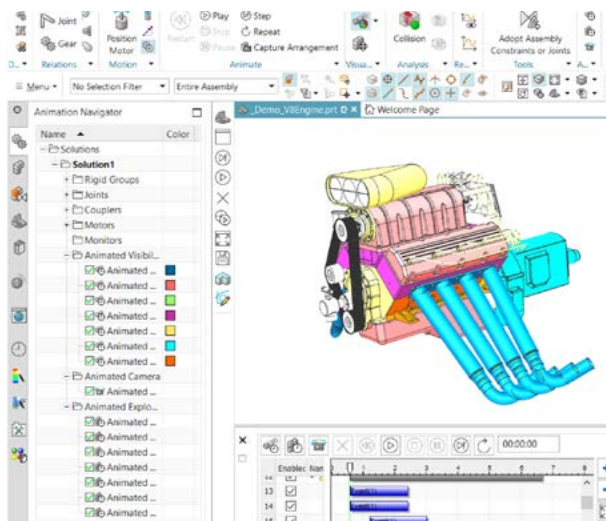 Joint
Gear
Relations
Position
Motor
Motion
Restart
Play
Stop
Pause
Step
Repeat
Capture Arrangement
Animate
Visua...
Collision
Analysis
Re...
Adopt Assembly
Constraints or Joints
Tools
A...
Menu
No Selection Filter
Entire Assembly
Animation Navigator
_Demo_V8Engine.prt
Welcome Page
Name
Color
Solutions
Solution1
Rigid Groups
Joints
Couplers
Motors
Monitors
Animated Visibil...
Animated ...
Animated ...
Animated ...
Animated ...
Animated ...
Animated ...
Animated ...
Animated Camera
Animated ...
Animated Explo...
Animated ...
Animated ...
Animated ...
Animated ...
Animated ...
Animated ...
Animated ...
00:00:00
Enabled
Nan
0
1
2
3
4
5
6
7
8
13
14
15